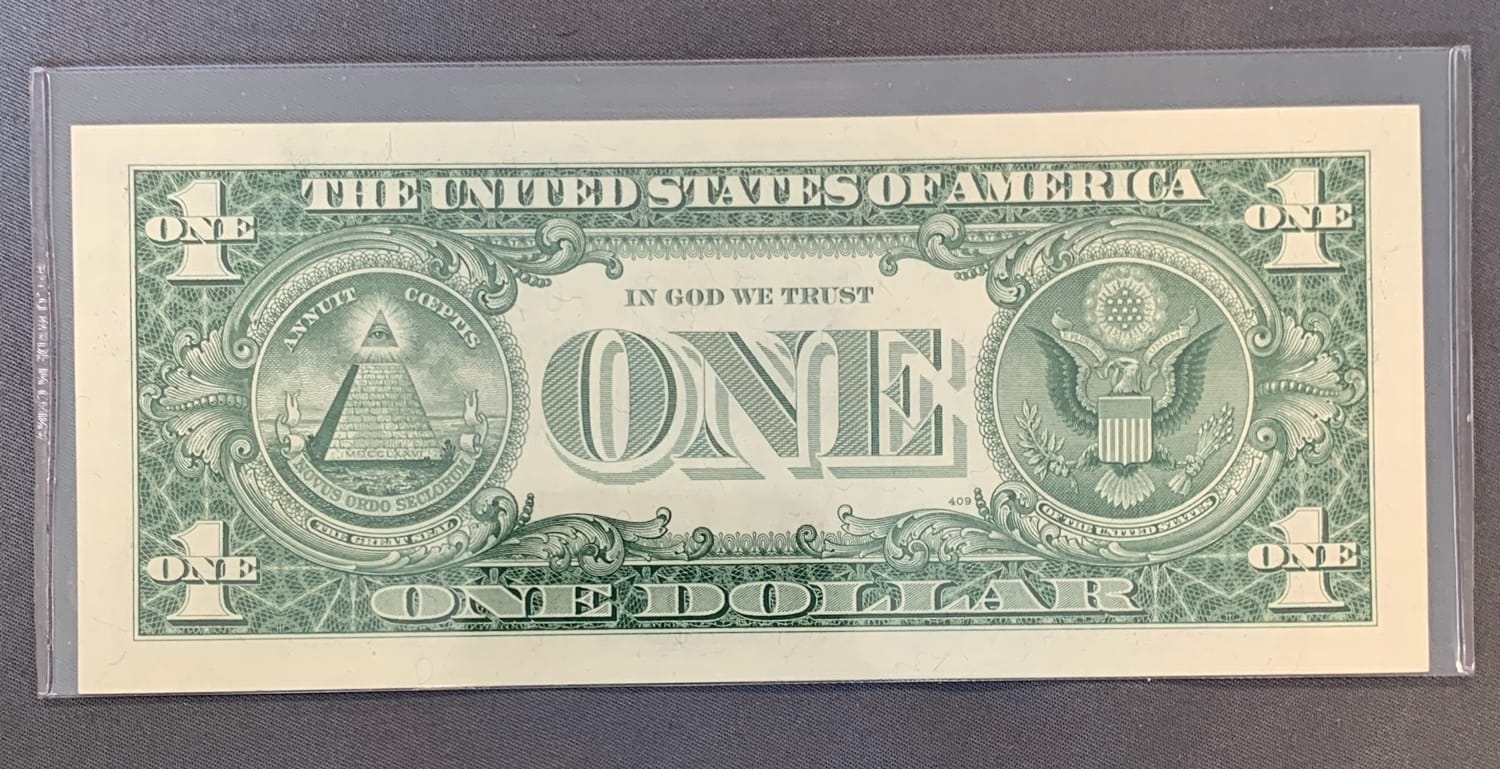 THE UNITED STATES OF AMERICA
1
ONE
1
ONE
ANNUIT CŒPTIS
IN GOD WE TRUST
ONE
MDCCLXXVI
NOVUS ORDO SECLORUM
THE GREAT SEAL
409
OF THE UNITED STATES
1
ONE
1
ONE
ONE DOLLAR